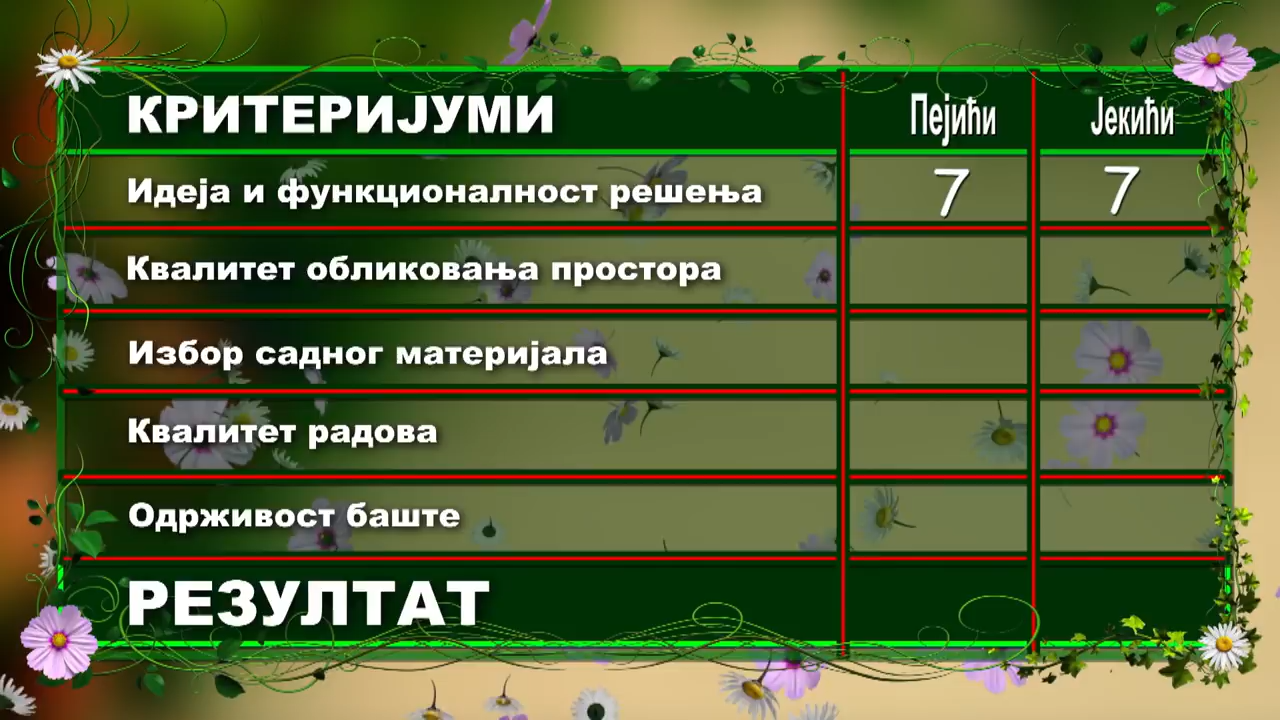 КРИТЕРИЈУМИ Пејићи Јекићи
Идеја и функционалност решења 7 7
Квалитет обликовања простора
Избор садног материјала
Квалитет радова
Одрживост баште
РЕЗУЛТАТ